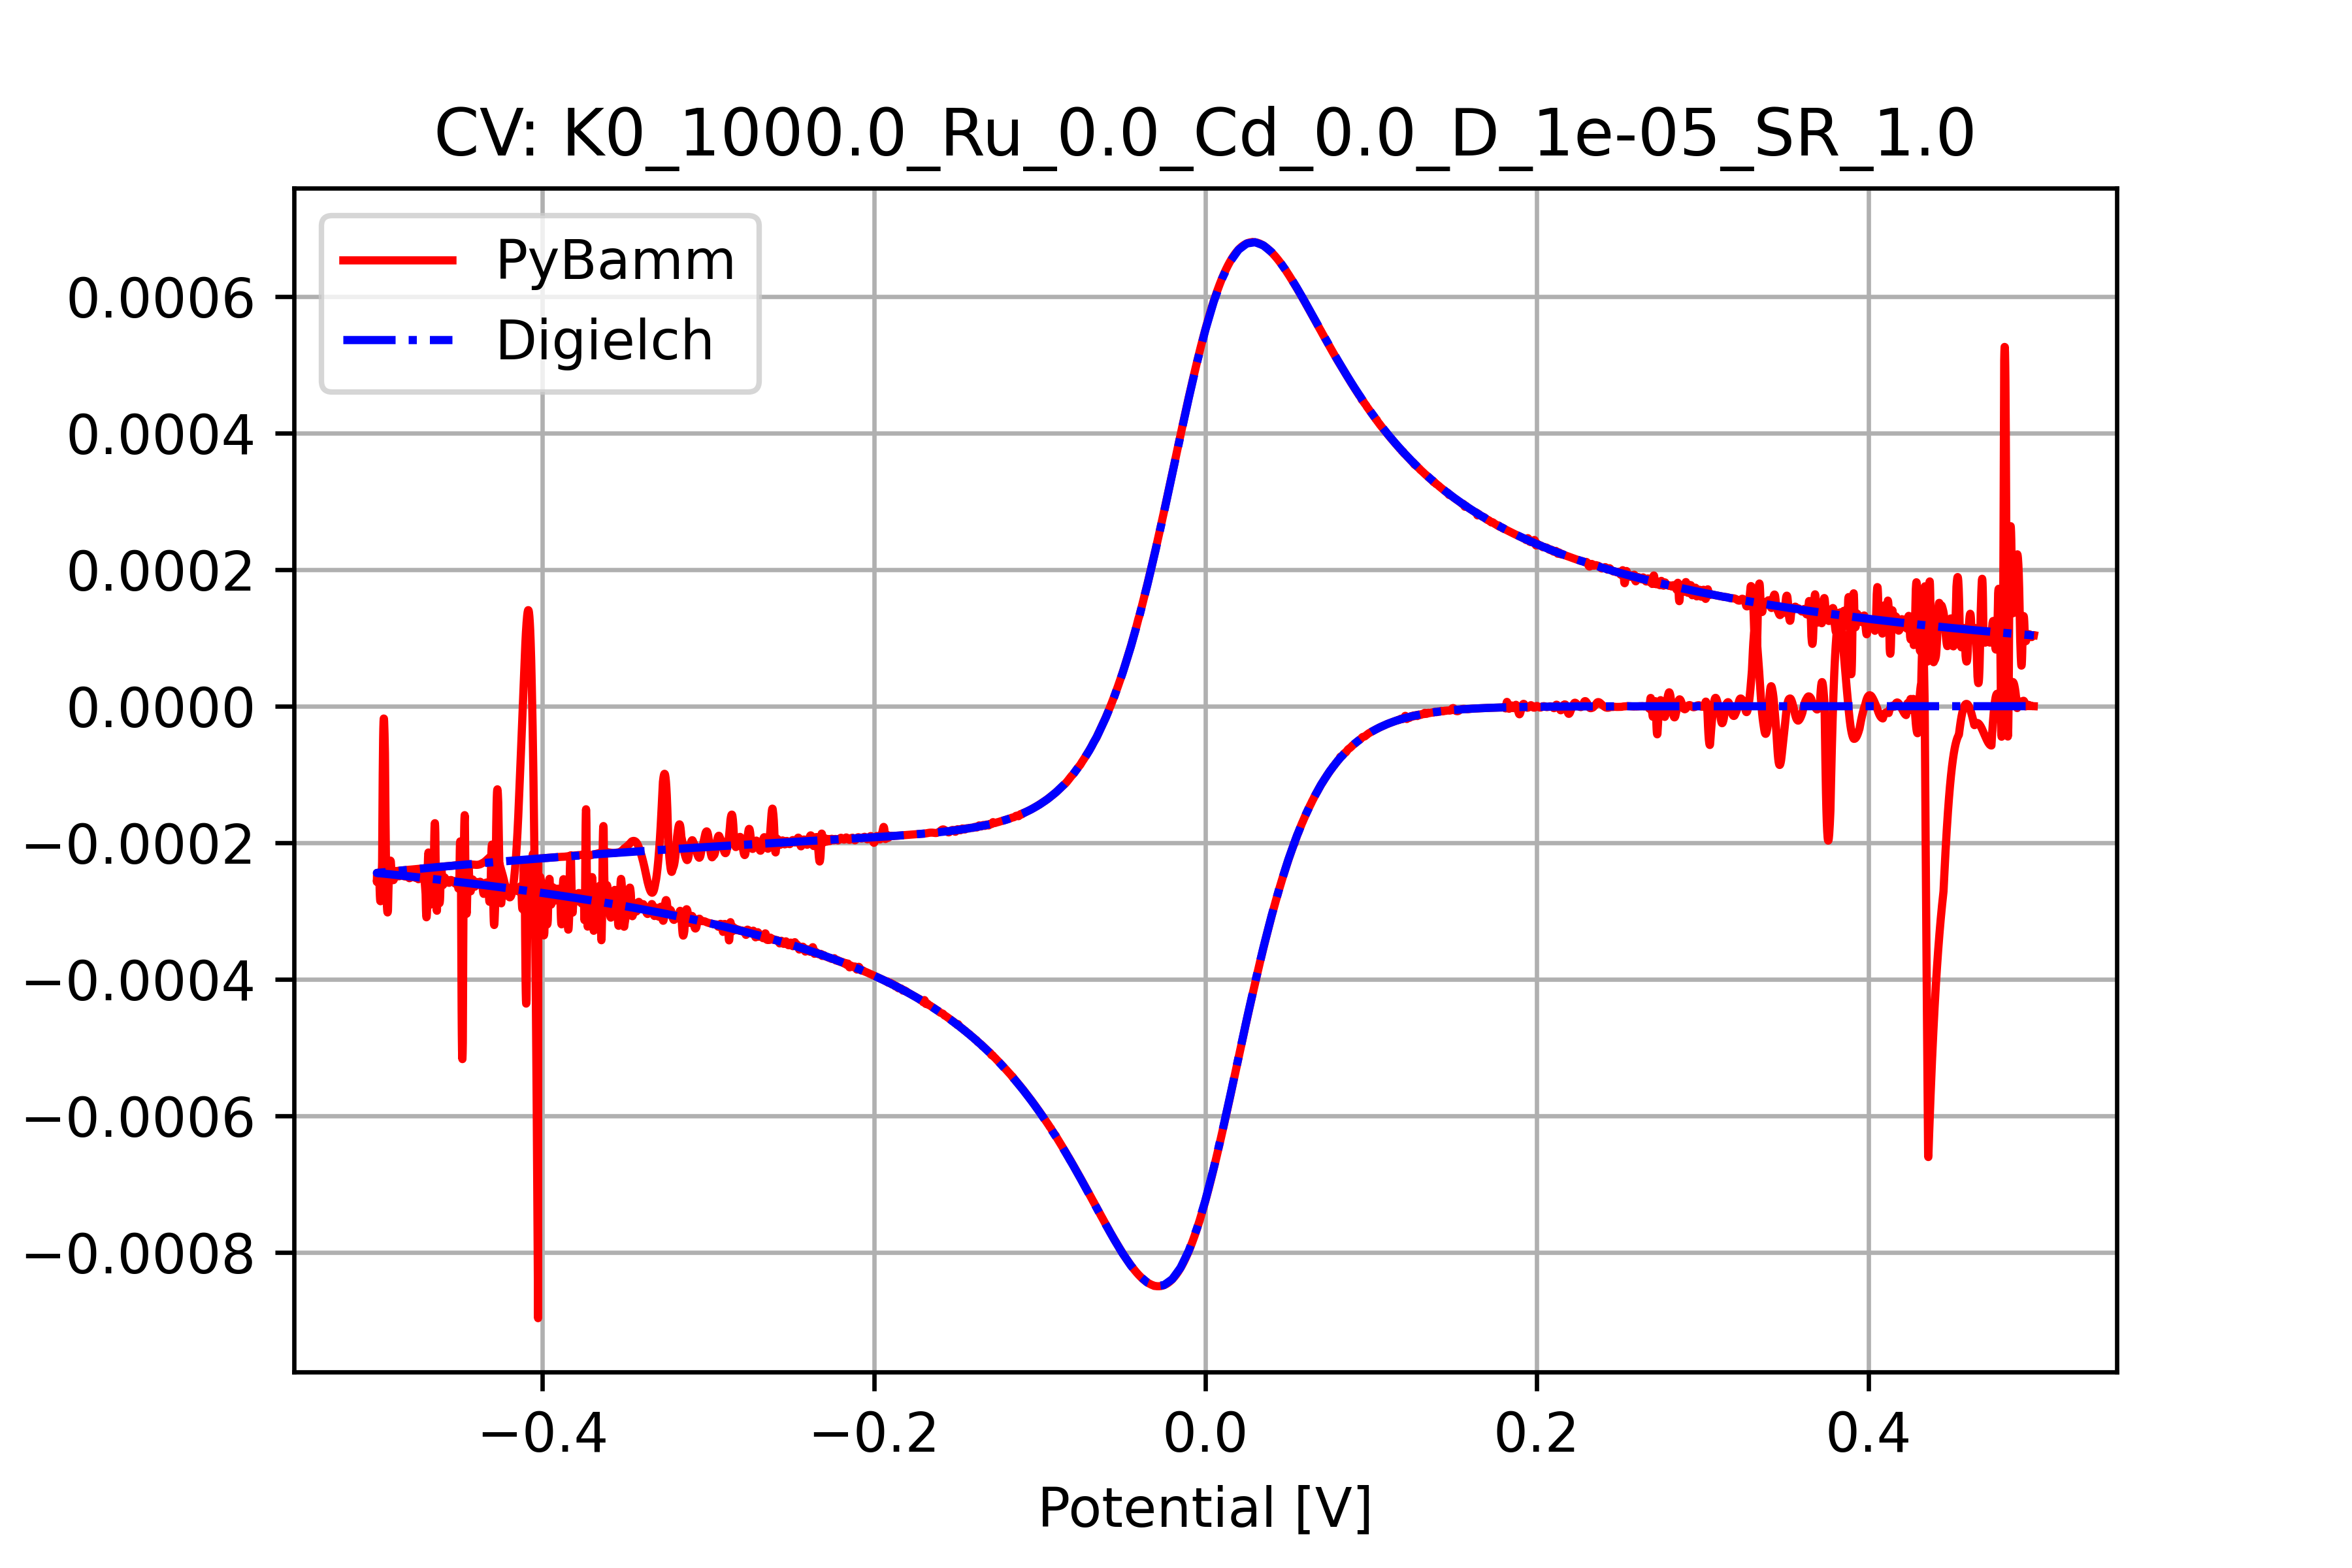 CV: K0_1000.0_Ru_0.0_Cd_0.0_D_1e-05_SR_1.0
PyBamm
Digielch
0.0006
0.0004
0.0002
0.0000
−0.0002
−0.0004
−0.0006
−0.0008
−0.4 −0.2 0.0 0.2 0.4
Potential [V]